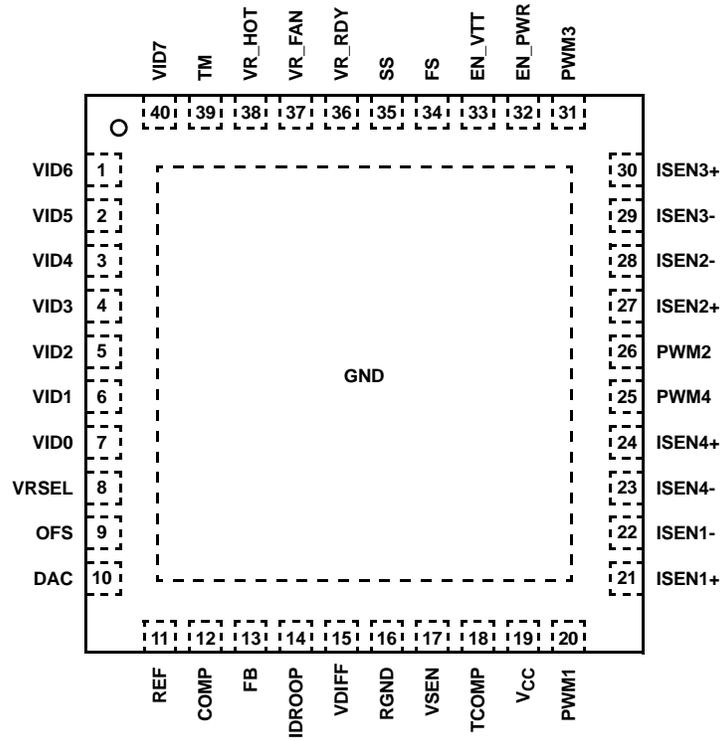 VID7 TM VR_HOT VR_FAN VR_RDY SS FS EN_VTT EN_PWR PWM3
40 39 38 37 36 35 34 33 32 31
VID6 1 30 ISEN3+
VID5 2 29 ISEN3-
VID4 3 28 ISEN2-
VID3 4 27 ISEN2+
VID2 5 26 PWM2
GND
VID1 6 25 PWM4
VID0 7 24 ISEN4+
VRSEL 8 23 ISEN4-
OFS 9 22 ISEN1-
DAC 10 21 ISEN1+
11 12 13 14 15 16 17 18 19 20
REF COMP FB IDROOP VDIFF RGND VSEN TCOMP VCC PWM1